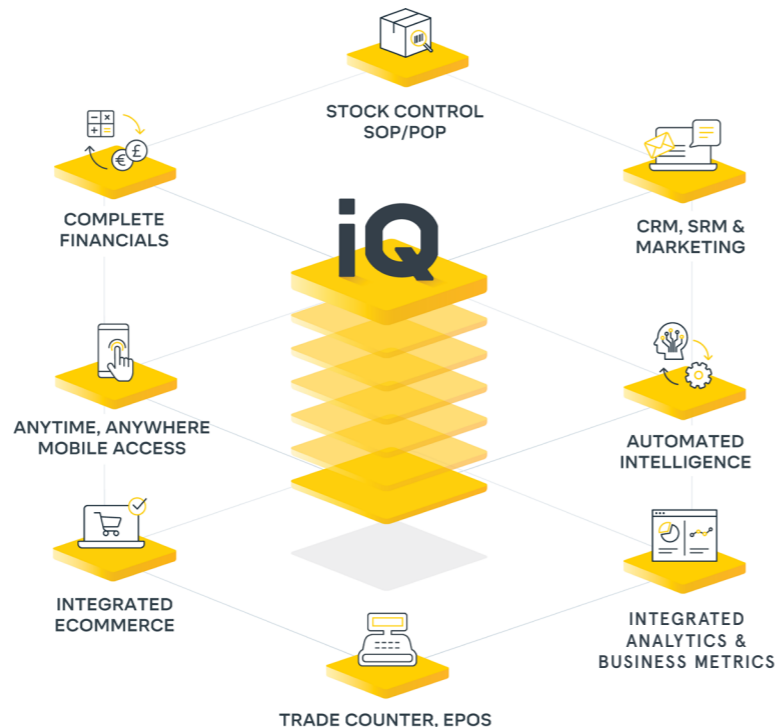 STOCK CONTROL
SOP/POP
COMPLETE
FINANCIALS
iQ
CRM, SRM &
MARKETING
ANYTIME, ANYWHERE
MOBILE ACCESS
AUTOMATED
INTELLIGENCE
INTEGRATED
ECOMMERCE
INTEGRATED
ANALYTICS &
BUSINESS METRICS
TRADE COUNTER, EPOS